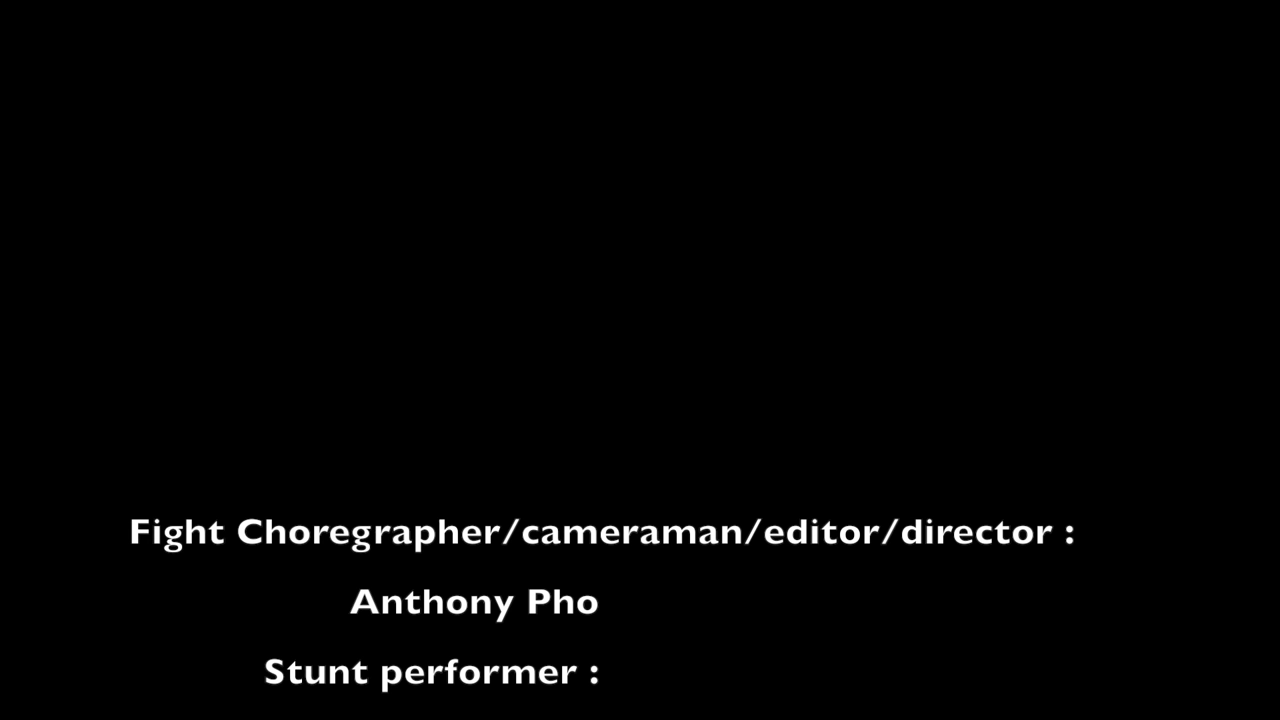 Fight Choregrapher/cameraman/editor/director :
Anthony Pho
Stunt performer :